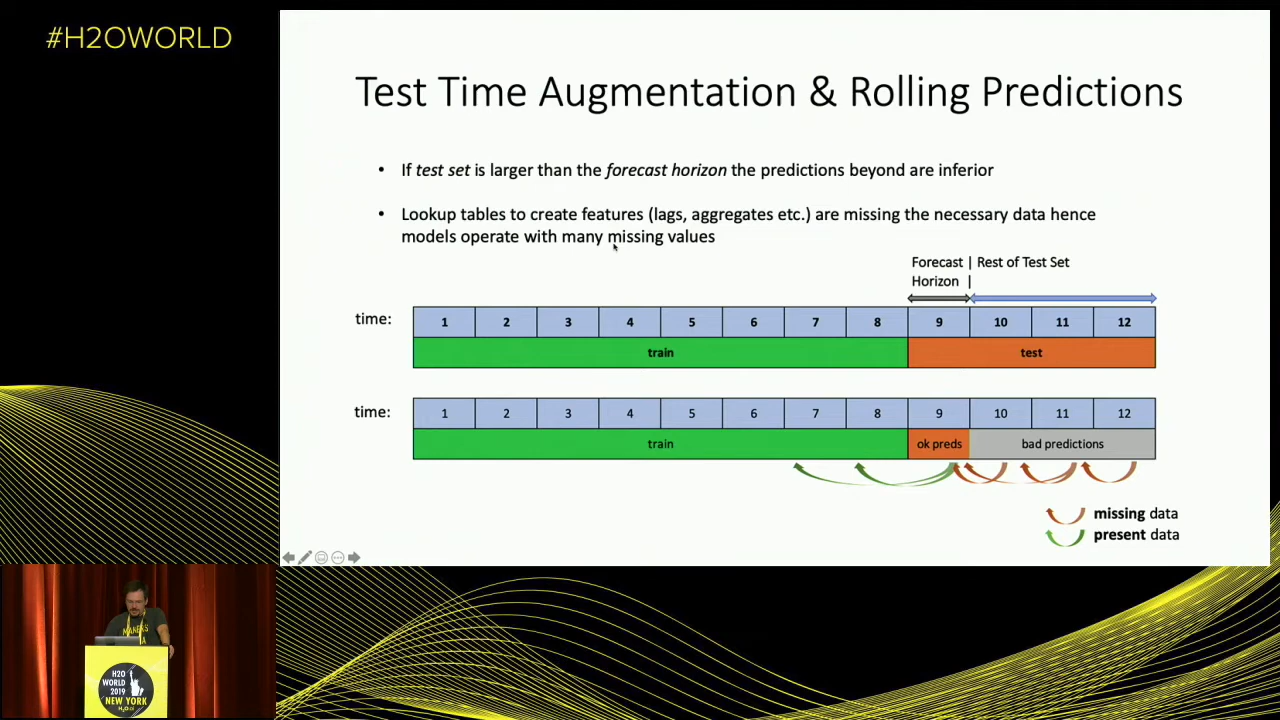 #H2OWORLD
Test Time Augmentation & Rolling Predictions
• If test set is larger than the forecast horizon the predictions beyond are inferior
• Lookup tables to create features (lags, aggregates etc.) are missing the necessary data hence
models operate with many missing values
Forecast | Rest of Test Set
Horizon |
time: 1 2 3 4 5 6 7 8 9 10 11 12
train test
time: 1 2 3 4 5 6 7 8 9 10 11 12
train ok preds bad predictions
missing data
present data
MAKERS
H2O
WORLD
2019
NEW YORK
H2O.ai